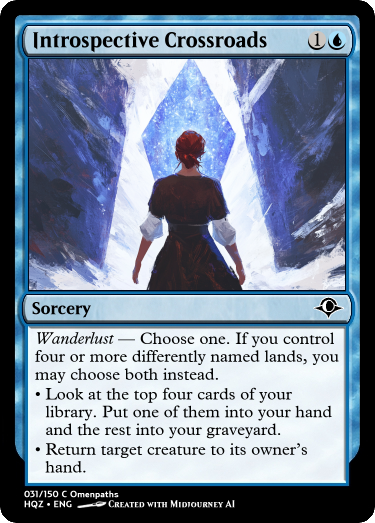 Introspective Crossroads 1
Sorcery
Wanderlust — Choose one. If you control
four or more differently named lands, you
may choose both instead.
• Look at the top four cards of your
library. Put one of them into your hand
and the rest into your graveyard.
• Return target creature to its owner’s
hand.
031/150 C Omenpaths
HQZ • ENG Created with Midjourney AI